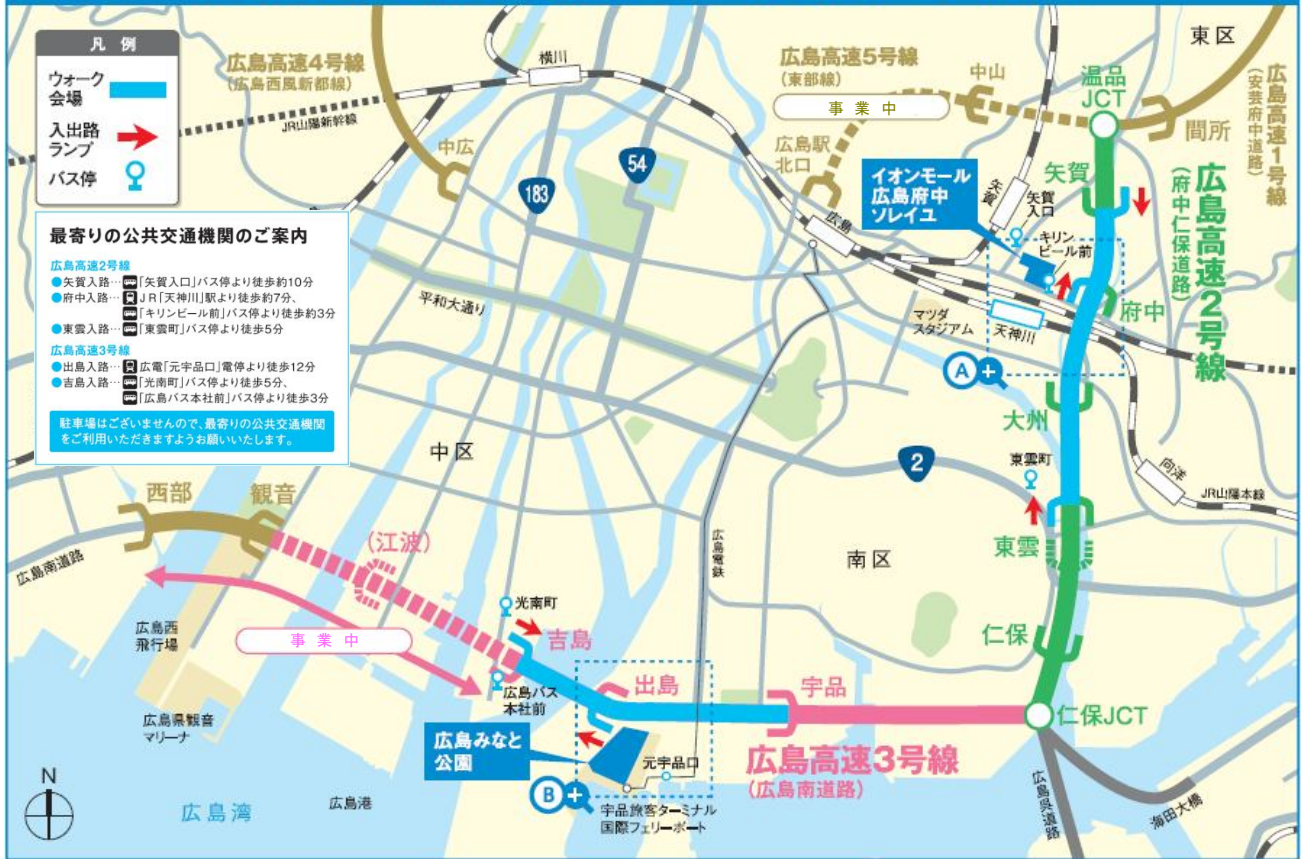 凡 例
ウォーク
会場
入出路
ランプ
バス停
最寄りの公共交通機関のご案内
広島高速2号線
●矢賀入路…「矢賀入口」バス停より徒歩約10分
●府中入路…ＪＲ「天神川」駅より徒歩約7分、
「キリンビール前」バス停より徒歩約3分
●東雲入路…「東雲町」バス停より徒歩5分
広島高速3号線
●出島入路…広電「元宇品口」電停より徒歩12分
●吉島入路…「光南町」バス停より徒歩5分、
「広島バス本社前」バス停より徒歩3分
駐車場はございませんので、最寄りの公共交通機関
をご利用いただきますようお願いいたします。
広島高速4号線
(広島西風新都線)
JR山陽新幹線
横川
中広
183
54
広島高速5号線
(東部線)
事業中
中山
広島駅
北口
東区
温品
JCT
間所
広島高速1号線
(安芸府中道路)
矢賀
広島高速2号線
(府中仁保道路)
イオンモール
広島府中
ソレイユ
矢賀
矢賀
入口
キリン
ビール前
広島
府中
マツダ
スタジアム
天神川
A
平和大通り
大州
中区
2
東雲町
向洋
JR山陽本線
東雲
西部
観音
(江波)
広島南道路
広島電鉄
南区
光南町
吉島
事業中
広島西
飛行場
仁保
広島バス
本社前
出島
宇品
仁保JCT
広島県観音
マリーナ
広島みなと
公園
元宇品口
広島高速3号線
(広島南道路)
B
宇品旅客ターミナル
国際フェリーポート
N
広島湾
広島港
広島呉道路
海田大橋